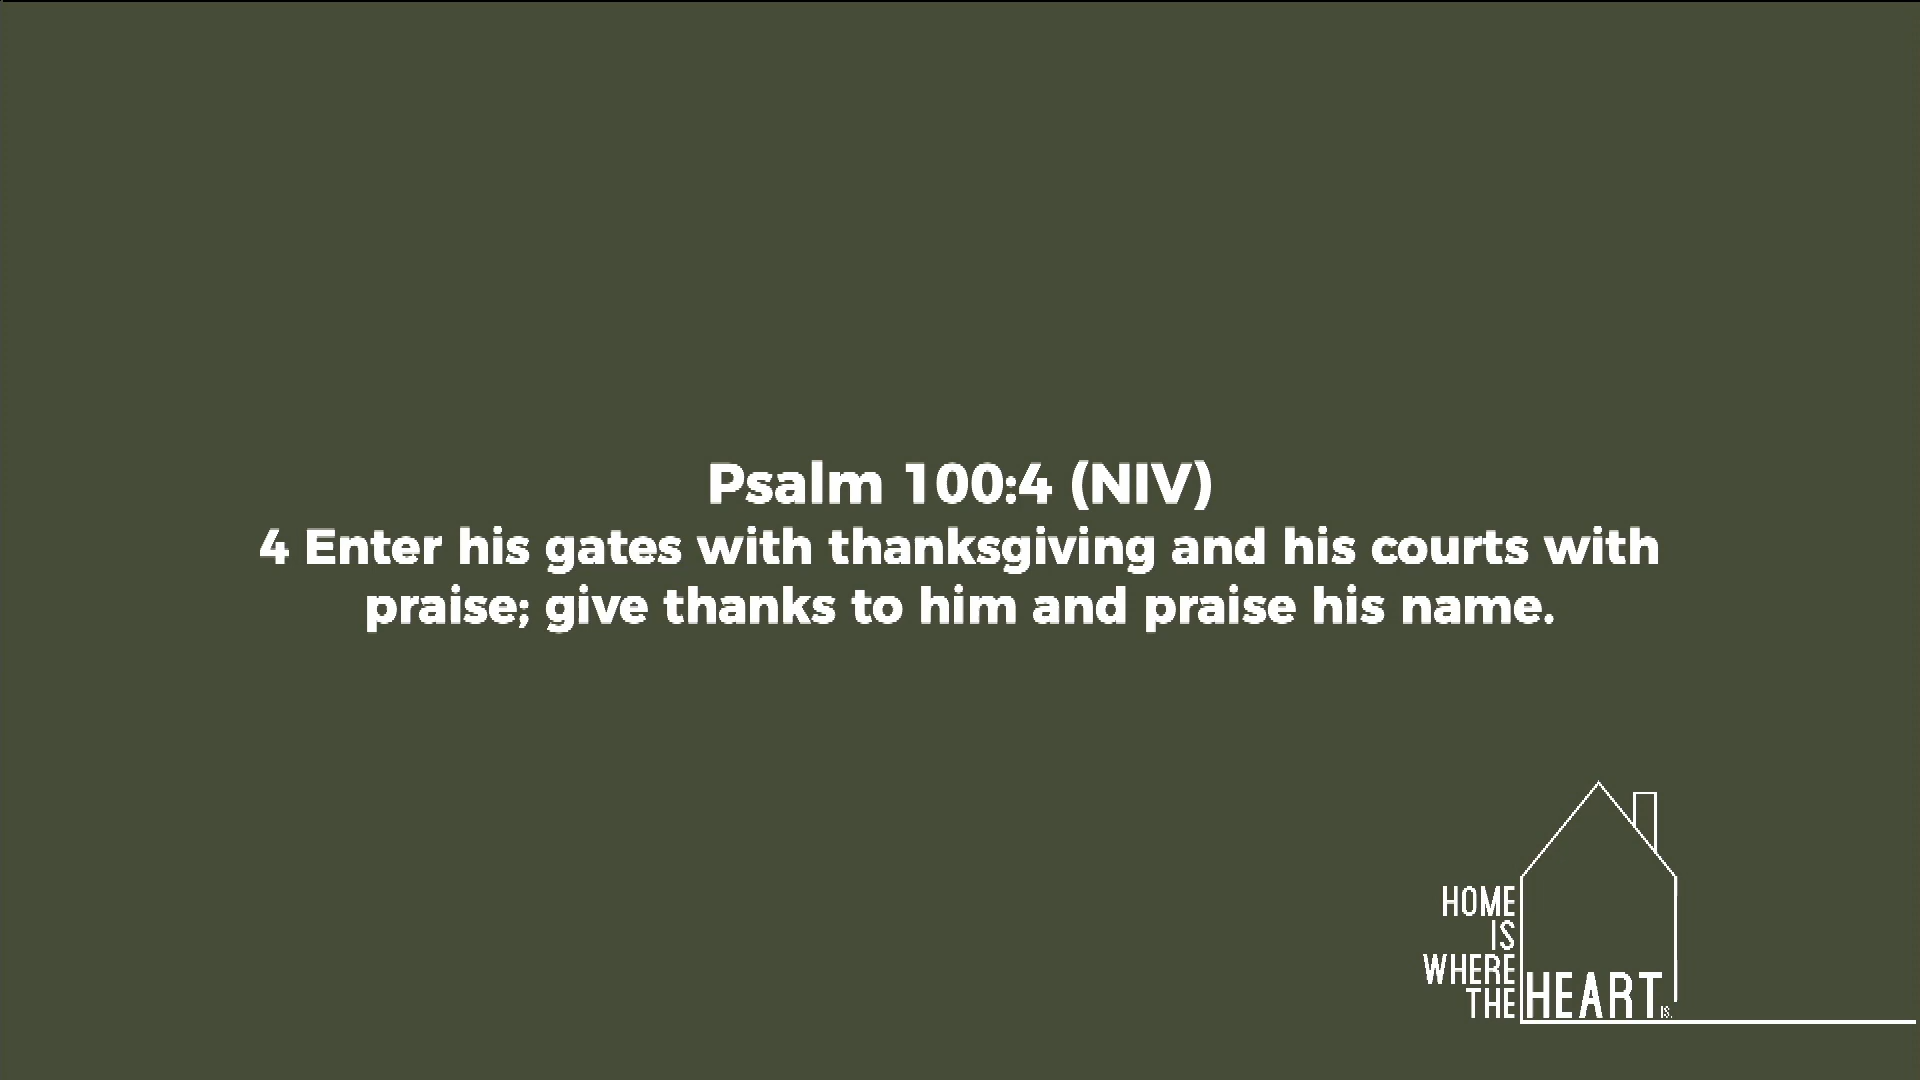 Psalm 100:4 (NIV)
4 Enter his gates with thanksgiving and his courts with
praise; give thanks to him and praise his name.
HOME
IS
WHERE
THE HEART IS.